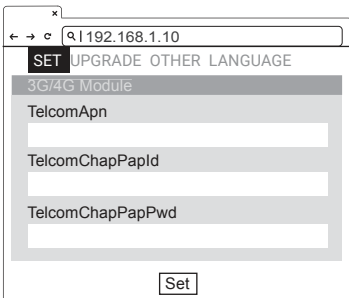 192.168.1.10
SET UPGRADE OTHER LANGUAGE
3G/4G Module
TelcomApn
TelcomChapPapId
TelcomChapPapPwd
Set